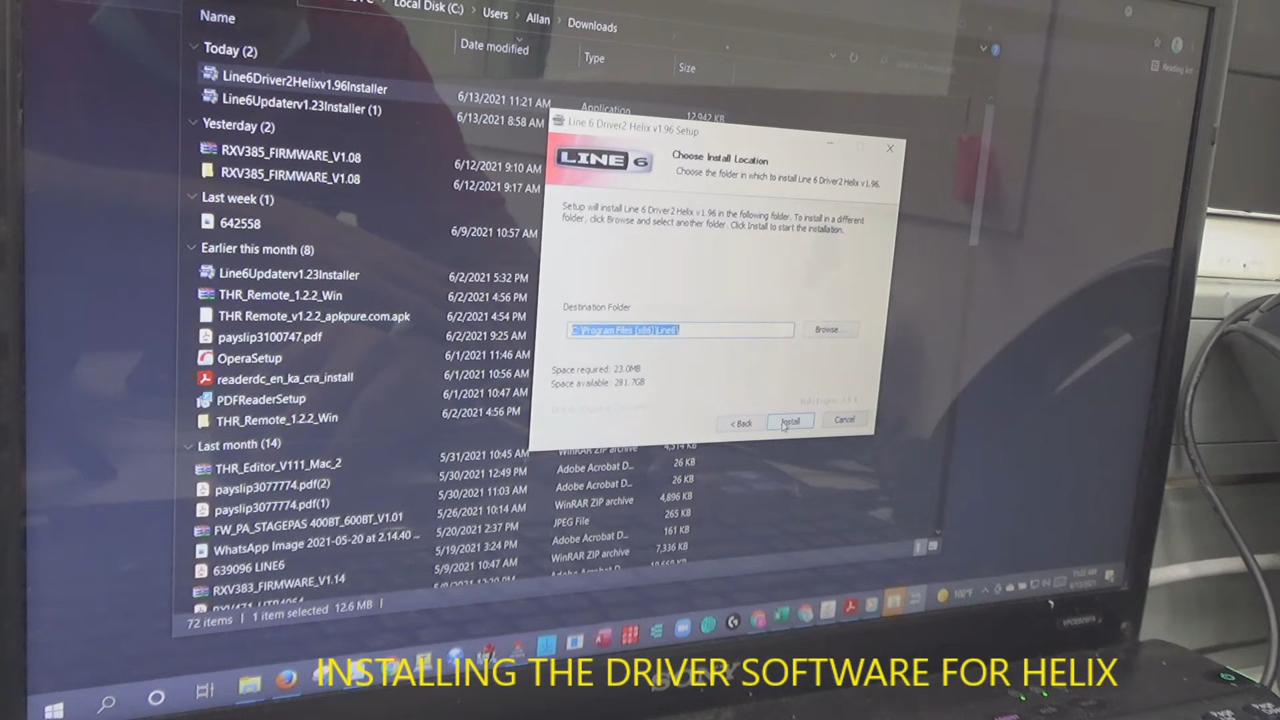 Local Disk (C:) > Users > Allan > Downloads
Name Date modified Type Size
Today (2)
Line6Driver2Helixv1.96Installer 6/13/2021 11:21 AM Application 12,942 KB
Line6Updaterv1.23Installer (1) 6/13/2021 8:58 AM
Yesterday (2)
RXV385_FIRMWARE_V1.08 6/12/2021 9:10 AM
RXV385_FIRMWARE_V1.08 6/12/2021 9:17 AM
Last week (1)
642558 6/9/2021 10:57 AM
Earlier this month (8)
Line6Updaterv1.23Installer 6/2/2021 5:32 PM
THR_Remote_1.2.2_Win 6/2/2021 4:56 PM
THR Remote_v1.2.2_apkpure.com.apk 6/2/2021 4:54 PM
payslip3100747.pdf 6/2/2021 9:25 AM
OperaSetup 6/1/2021 11:46 AM
readerdc_en_ka_cra_install 6/1/2021 10:56 AM
PDFReaderSetup 6/1/2021 10:47 AM
THR_Remote_1.2.2_Win 6/2/2021 4:56 PM
Last month (14)
THR_Editor_V111_Mac_2 5/31/2021 10:45 AM WinRAR ZIP archive 4,514 KB
payslip3077774.pdf(2) 5/30/2021 12:49 PM Adobe Acrobat D... 26 KB
payslip3077774.pdf(1) 5/30/2021 11:03 AM Adobe Acrobat D... 26 KB
FW_PA_STAGEPAS 400BT_600BT_V1.01 5/26/2021 10:14 AM WinRAR ZIP archive 4,896 KB
WhatsApp Image 2021-05-20 at 2.14.40 ... 5/20/2021 2:37 PM JPEG File 265 KB
639096 LINE6 5/19/2021 3:24 PM Adobe Acrobat D... 161 KB
RXV383_FIRMWARE_V1.14 5/9/2021 10:47 AM WinRAR ZIP archive 7,336 KB
72 items 1 item selected 12.6 MB
Reading list
Line 6 Driver2 Helix v1.96 Setup
LINE 6
Choose Install Location
Choose the folder in which to install Line 6 Driver2 Helix v1.96.
Setup will install Line 6 Driver2 Helix v1.96 in the following folder. To install in a different
folder, click Browse and select another folder. Click Install to start the installation.
Destination Folder
C:\Program Files (x86)\Line6\
Browse...
Space required: 23.0MB
Space available: 281.7GB
< Back Install Cancel
100°F
SONY
INSTALLING THE DRIVER SOFTWARE FOR HELIX